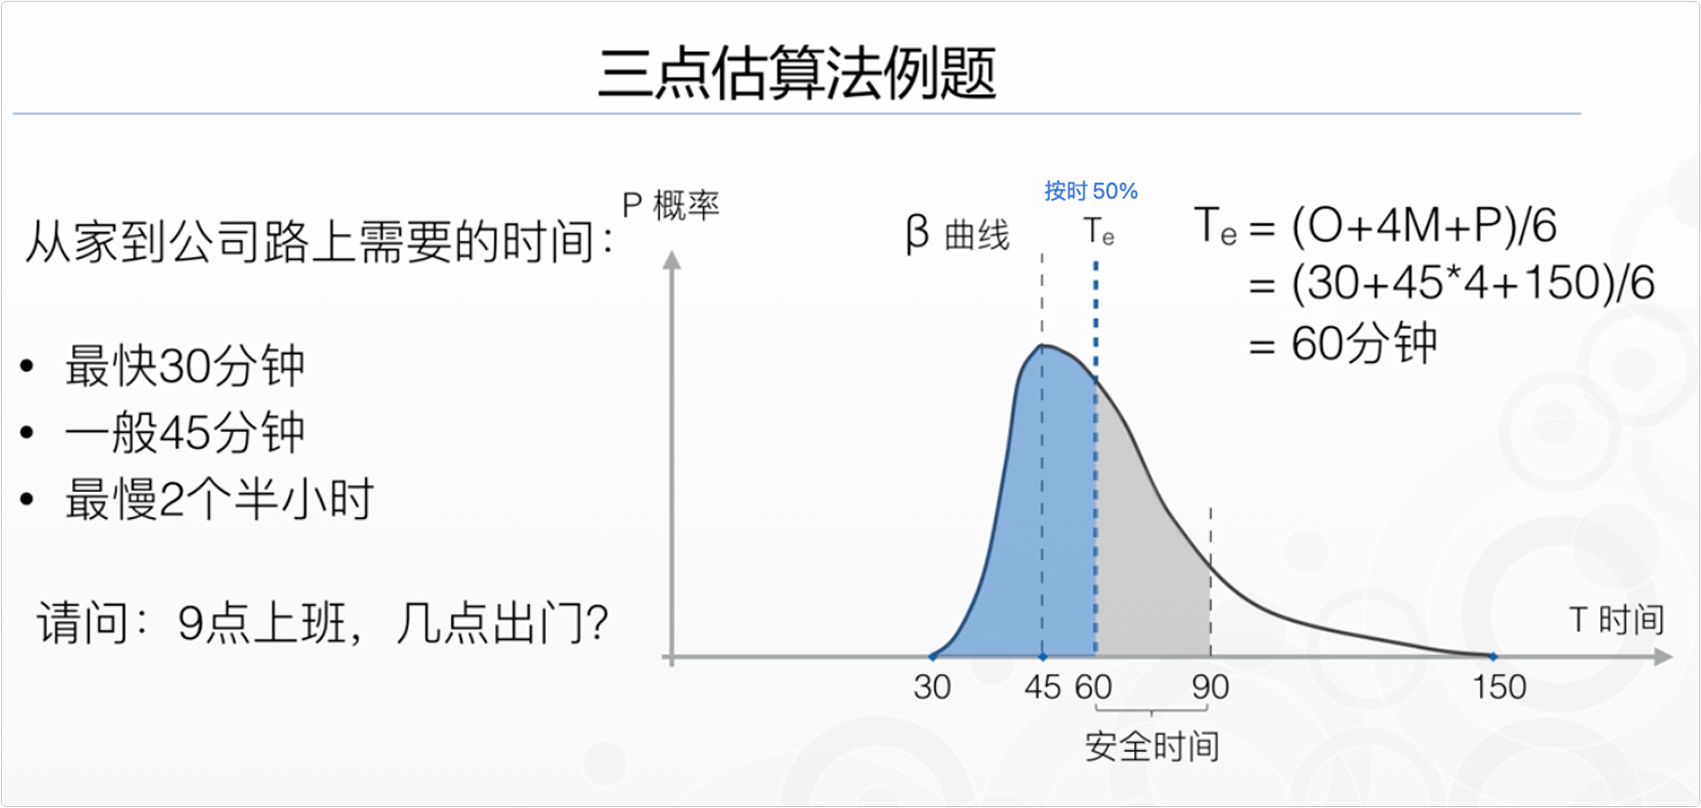 三点估算法例题
从家到公司路上需要的时间：
• 最快30分钟
• 一般45分钟
• 最慢2个半小时
请问：9点上班，几点出门？
P 概率
β 曲线
按时 50%
Te
Te = (O+4M+P)/6
= (30+45*4+150)/6
= 60分钟
T 时间
30 45 60 90 150
安全时间